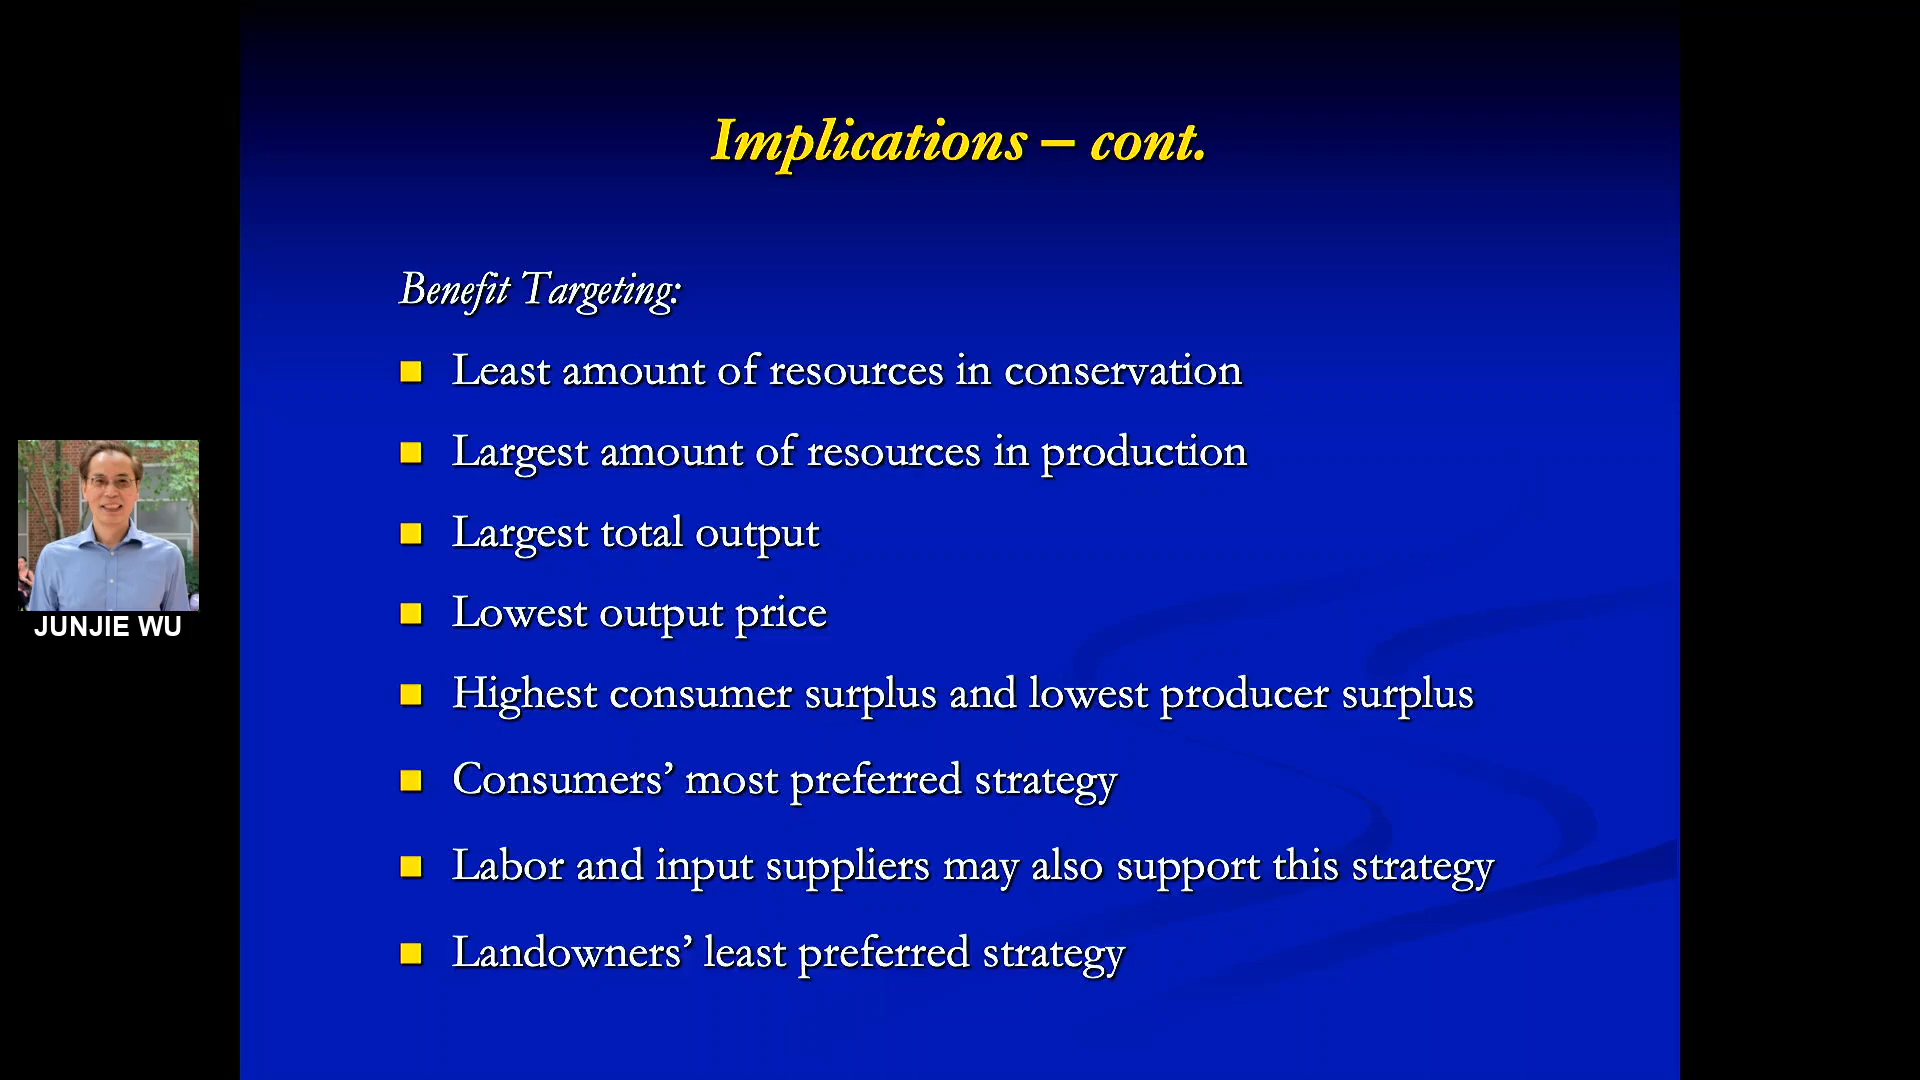 Implications – cont.
Benefit Targeting:
Least amount of resources in conservation
Largest amount of resources in production
Largest total output
Lowest output price
Highest consumer surplus and lowest producer surplus
Consumers’ most preferred strategy
Labor and input suppliers may also support this strategy
Landowners’ least preferred strategy
JUNJIE WU